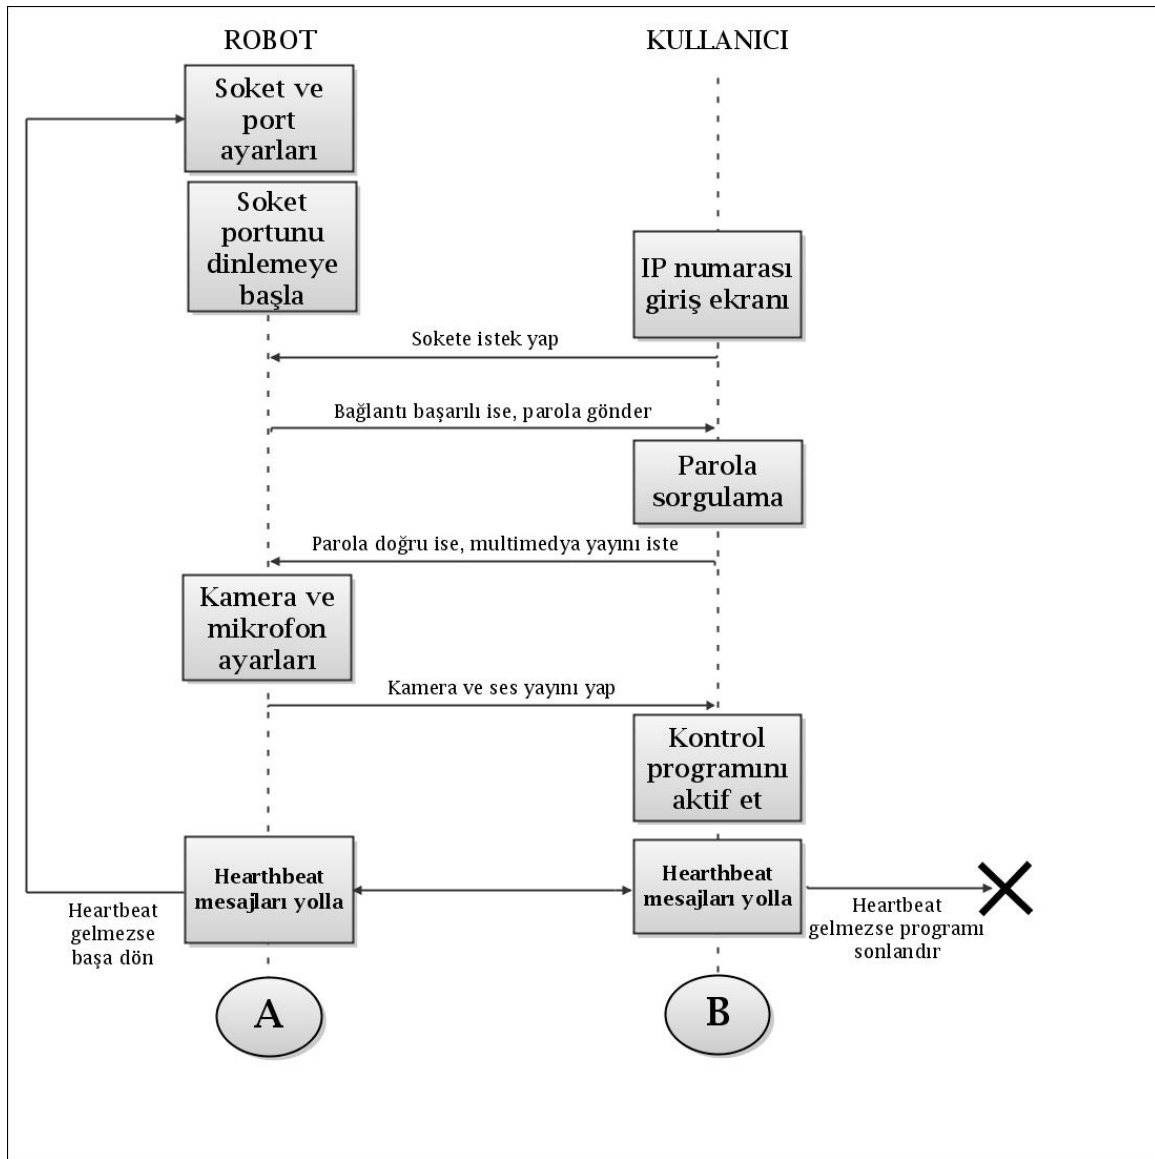 ROBOT
KULLANICI
Soket ve
port
ayarları
Soket
portunu
dinlemeye
başla
IP numarası
giriş ekranı
Sokete istek yap
Bağlantı başarılı ise, parola gönder
Parola
sorgulama
Parola doğru ise, multimedya yayını iste
Kamera ve
mikrofon
ayarları
Kamera ve ses yayını yap
Kontrol
programını
aktif et
Hearthbeat
mesajları yolla
Hearthbeat
mesajları yolla
Heartbeat
gelmezse
başa dön
Heartbeat
gelmezse programı
sonlandır
A
B